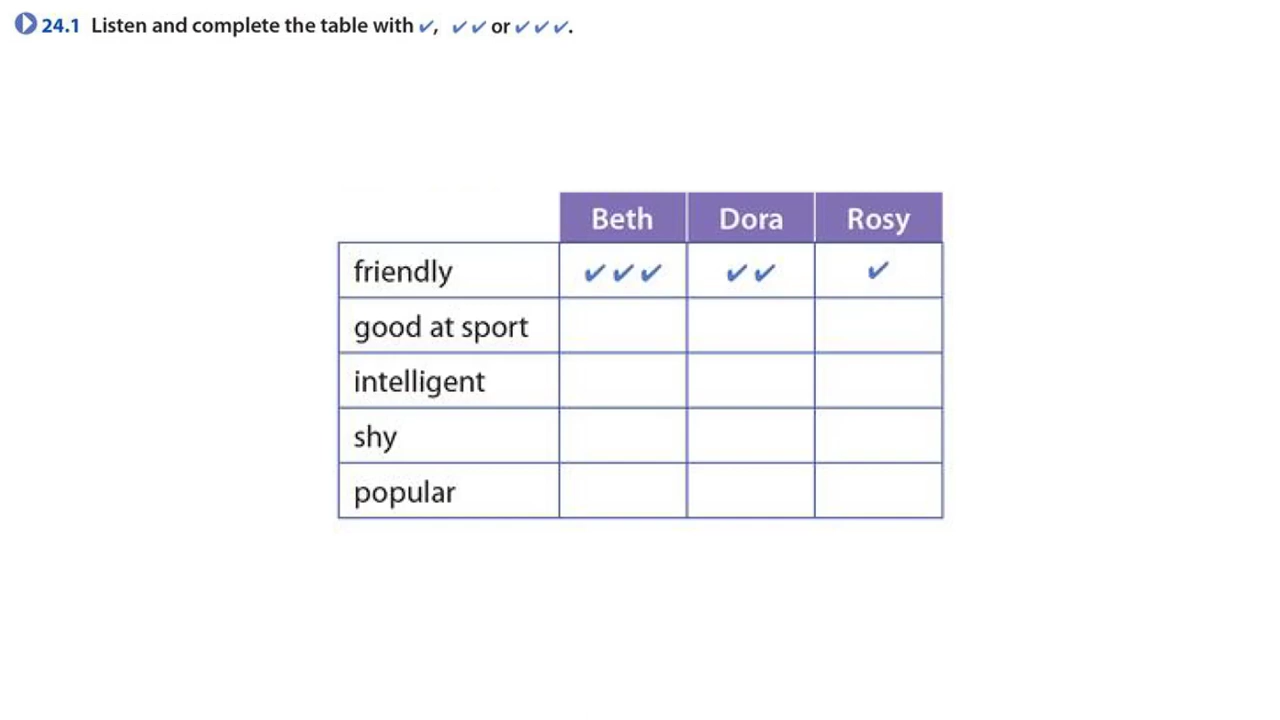 24.1 Listen and complete the table with ✔, ✔✔ or ✔✔✔.
Beth Dora Rosy
friendly ✔✔✔ ✔✔ ✔
good at sport
intelligent
shy
popular